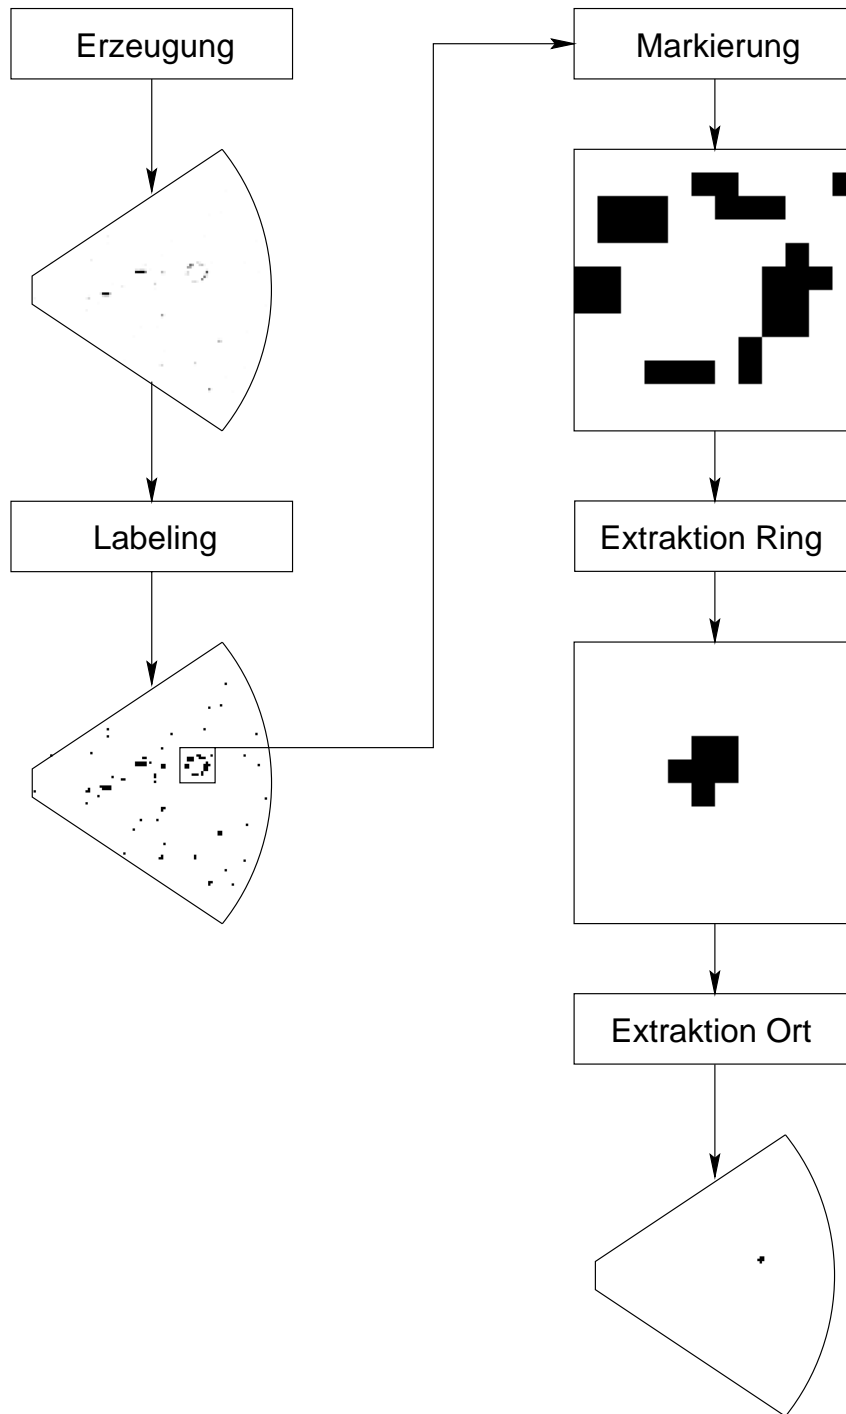 Erzeugung
Labeling
Markierung
Extraktion Ring
Extraktion Ort